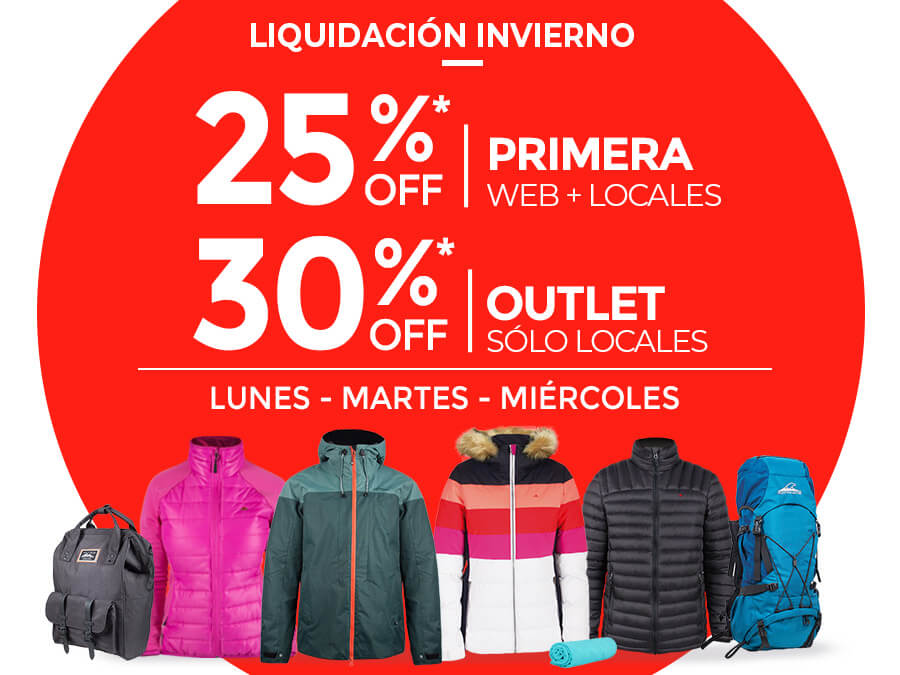 LIQUIDACIÓN INVIERNO
25%* OFF
PRIMERA
WEB + LOCALES
30%* OFF
OUTLET
SÓLO LOCALES
LUNES - MARTES - MIÉRCOLES